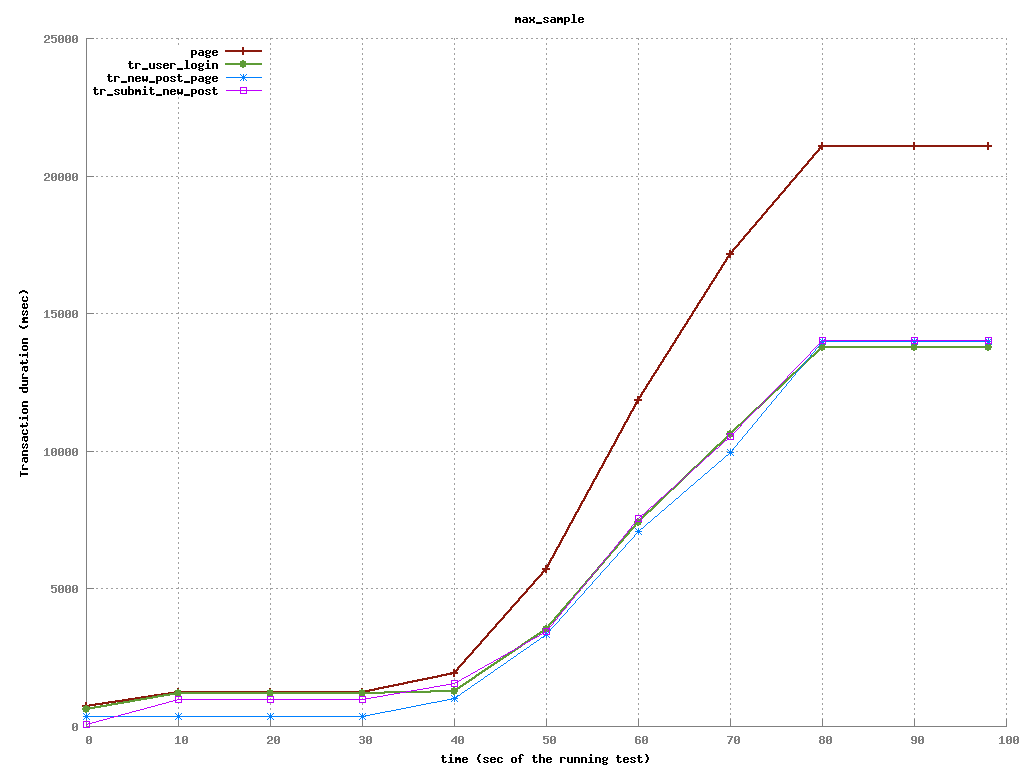 max_sample
page
tr_user_login
tr_new_post_page
tr_submit_new_post
Transaction duration (msec)
25000
20000
15000
10000
5000
0
0 10 20 30 40 50 60 70 80 90 100
time (sec of the running test)